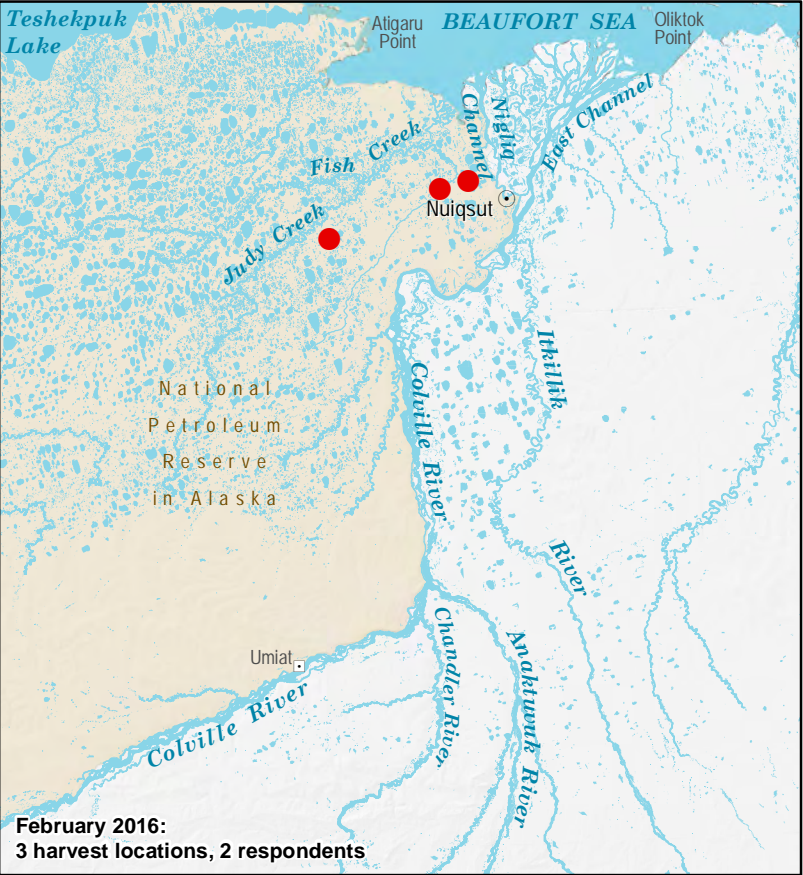 Teshekpuk
Lake
Atigaru
Point
BEAUFORT SEA
Oliktok
Point
Nigliq
Channel
East Channel
Fish Creek
Nuiqsut
Judy Creek
Itkillik
National
Petroleum
Reserve
in Alaska
Colville River
River
Chandler River
Anaktuvuk River
Umiat
Colville River
February 2016:
3 harvest locations, 2 respondents